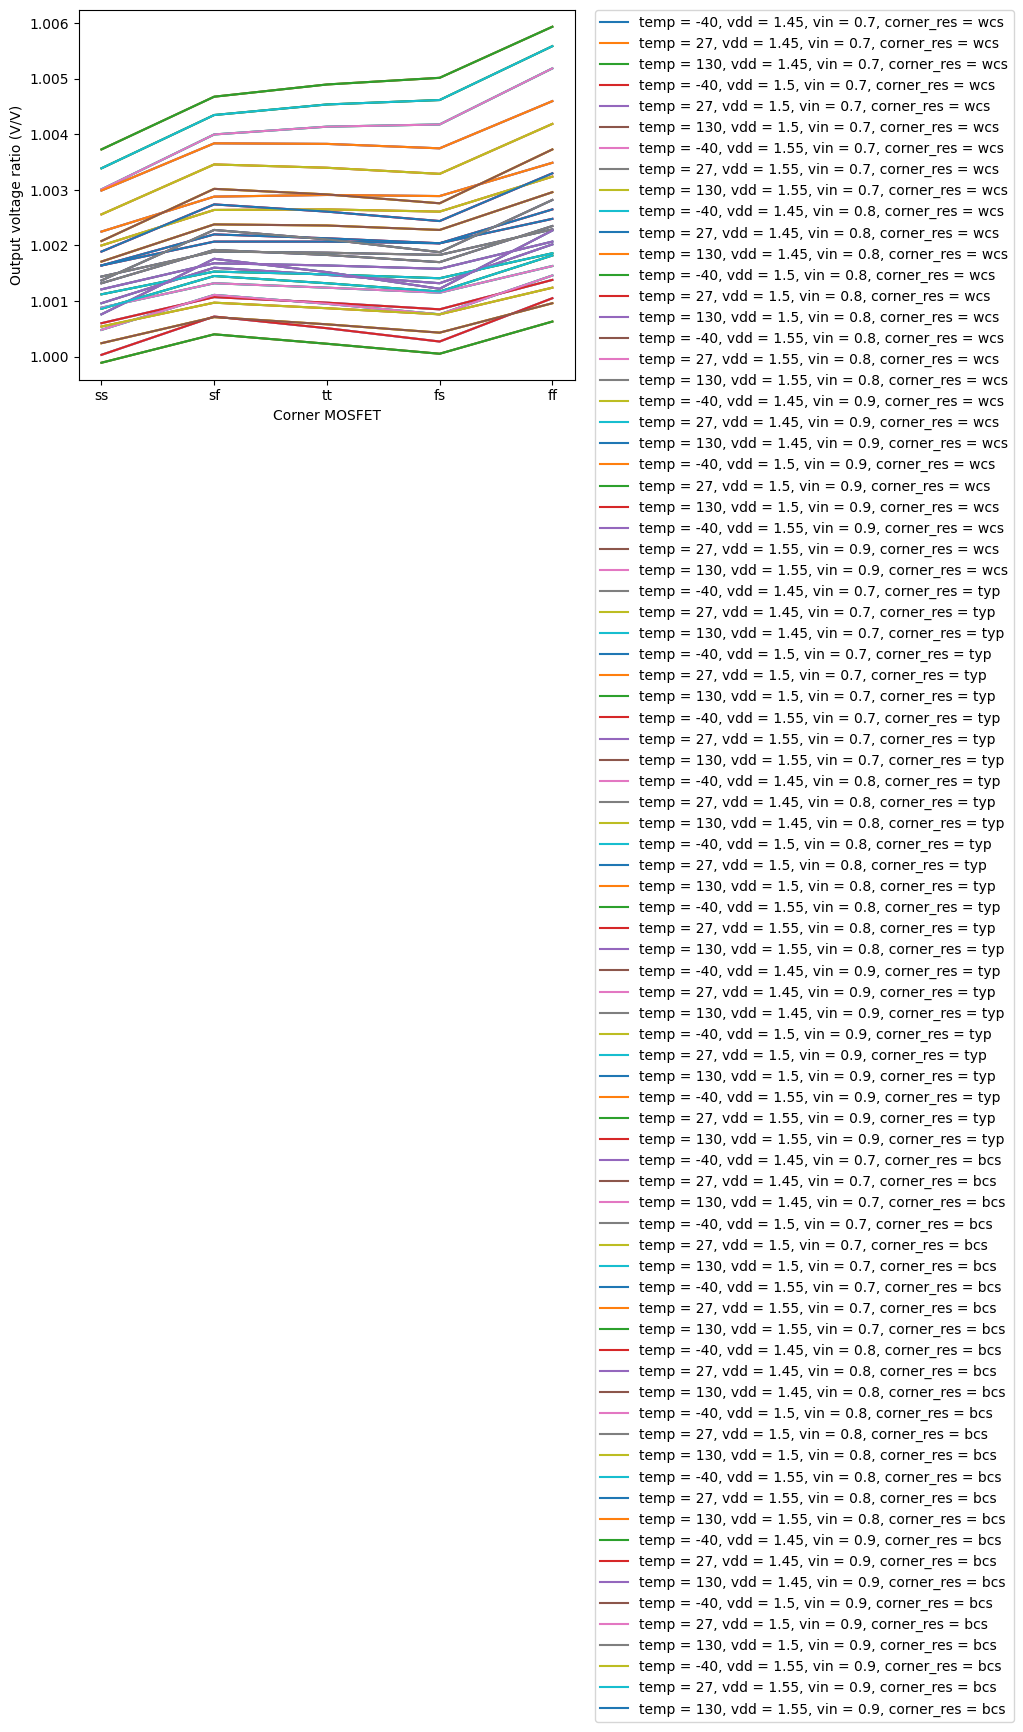 1.006
1.005
1.004
1.003
1.002
1.001
1.000
Output voltage ratio (V/V)
ss sf tt fs ff
Corner MOSFET
temp = -40, vdd = 1.45, vin = 0.7, corner_res = wcs
temp = 27, vdd = 1.45, vin = 0.7, corner_res = wcs
temp = 130, vdd = 1.45, vin = 0.7, corner_res = wcs
temp = -40, vdd = 1.5, vin = 0.7, corner_res = wcs
temp = 27, vdd = 1.5, vin = 0.7, corner_res = wcs
temp = 130, vdd = 1.5, vin = 0.7, corner_res = wcs
temp = -40, vdd = 1.55, vin = 0.7, corner_res = wcs
temp = 27, vdd = 1.55, vin = 0.7, corner_res = wcs
temp = 130, vdd = 1.55, vin = 0.7, corner_res = wcs
temp = -40, vdd = 1.45, vin = 0.8, corner_res = wcs
temp = 27, vdd = 1.45, vin = 0.8, corner_res = wcs
temp = 130, vdd = 1.45, vin = 0.8, corner_res = wcs
temp = -40, vdd = 1.5, vin = 0.8, corner_res = wcs
temp = 27, vdd = 1.5, vin = 0.8, corner_res = wcs
temp = 130, vdd = 1.5, vin = 0.8, corner_res = wcs
temp = -40, vdd = 1.55, vin = 0.8, corner_res = wcs
temp = 27, vdd = 1.55, vin = 0.8, corner_res = wcs
temp = 130, vdd = 1.55, vin = 0.8, corner_res = wcs
temp = -40, vdd = 1.45, vin = 0.9, corner_res = wcs
temp = 27, vdd = 1.45, vin = 0.9, corner_res = wcs
temp = 130, vdd = 1.45, vin = 0.9, corner_res = wcs
temp = -40, vdd = 1.5, vin = 0.9, corner_res = wcs
temp = 27, vdd = 1.5, vin = 0.9, corner_res = wcs
temp = 130, vdd = 1.5, vin = 0.9, corner_res = wcs
temp = -40, vdd = 1.55, vin = 0.9, corner_res = wcs
temp = 27, vdd = 1.55, vin = 0.9, corner_res = wcs
temp = 130, vdd = 1.55, vin = 0.9, corner_res = wcs
temp = -40, vdd = 1.45, vin = 0.7, corner_res = typ
temp = 27, vdd = 1.45, vin = 0.7, corner_res = typ
temp = 130, vdd = 1.45, vin = 0.7, corner_res = typ
temp = -40, vdd = 1.5, vin = 0.7, corner_res = typ
temp = 27, vdd = 1.5, vin = 0.7, corner_res = typ
temp = 130, vdd = 1.5, vin = 0.7, corner_res = typ
temp = -40, vdd = 1.55, vin = 0.7, corner_res = typ
temp = 27, vdd = 1.55, vin = 0.7, corner_res = typ
temp = 130, vdd = 1.55, vin = 0.7, corner_res = typ
temp = -40, vdd = 1.45, vin = 0.8, corner_res = typ
temp = 27, vdd = 1.45, vin = 0.8, corner_res = typ
temp = 130, vdd = 1.45, vin = 0.8, corner_res = typ
temp = -40, vdd = 1.5, vin = 0.8, corner_res = typ
temp = 27, vdd = 1.5, vin = 0.8, corner_res = typ
temp = 130, vdd = 1.5, vin = 0.8, corner_res = typ
temp = -40, vdd = 1.55, vin = 0.8, corner_res = typ
temp = 27, vdd = 1.55, vin = 0.8, corner_res = typ
temp = 130, vdd = 1.55, vin = 0.8, corner_res = typ
temp = -40, vdd = 1.45, vin = 0.9, corner_res = typ
temp = 27, vdd = 1.45, vin = 0.9, corner_res = typ
temp = 130, vdd = 1.45, vin = 0.9, corner_res = typ
temp = -40, vdd = 1.5, vin = 0.9, corner_res = typ
temp = 27, vdd = 1.5, vin = 0.9, corner_res = typ
temp = 130, vdd = 1.5, vin = 0.9, corner_res = typ
temp = -40, vdd = 1.55, vin = 0.9, corner_res = typ
temp = 27, vdd = 1.55, vin = 0.9, corner_res = typ
temp = 130, vdd = 1.55, vin = 0.9, corner_res = typ
temp = -40, vdd = 1.45, vin = 0.7, corner_res = bcs
temp = 27, vdd = 1.45, vin = 0.7, corner_res = bcs
temp = 130, vdd = 1.45, vin = 0.7, corner_res = bcs
temp = -40, vdd = 1.5, vin = 0.7, corner_res = bcs
temp = 27, vdd = 1.5, vin = 0.7, corner_res = bcs
temp = 130, vdd = 1.5, vin = 0.7, corner_res = bcs
temp = -40, vdd = 1.55, vin = 0.7, corner_res = bcs
temp = 27, vdd = 1.55, vin = 0.7, corner_res = bcs
temp = 130, vdd = 1.55, vin = 0.7, corner_res = bcs
temp = -40, vdd = 1.45, vin = 0.8, corner_res = bcs
temp = 27, vdd = 1.45, vin = 0.8, corner_res = bcs
temp = 130, vdd = 1.45, vin = 0.8, corner_res = bcs
temp = -40, vdd = 1.5, vin = 0.8, corner_res = bcs
temp = 27, vdd = 1.5, vin = 0.8, corner_res = bcs
temp = 130, vdd = 1.5, vin = 0.8, corner_res = bcs
temp = -40, vdd = 1.55, vin = 0.8, corner_res = bcs
temp = 27, vdd = 1.55, vin = 0.8, corner_res = bcs
temp = 130, vdd = 1.55, vin = 0.8, corner_res = bcs
temp = -40, vdd = 1.45, vin = 0.9, corner_res = bcs
temp = 27, vdd = 1.45, vin = 0.9, corner_res = bcs
temp = 130, vdd = 1.45, vin = 0.9, corner_res = bcs
temp = -40, vdd = 1.5, vin = 0.9, corner_res = bcs
temp = 27, vdd = 1.5, vin = 0.9, corner_res = bcs
temp = 130, vdd = 1.5, vin = 0.9, corner_res = bcs
temp = -40, vdd = 1.55, vin = 0.9, corner_res = bcs
temp = 27, vdd = 1.55, vin = 0.9, corner_res = bcs
temp = 130, vdd = 1.55, vin = 0.9, corner_res = bcs